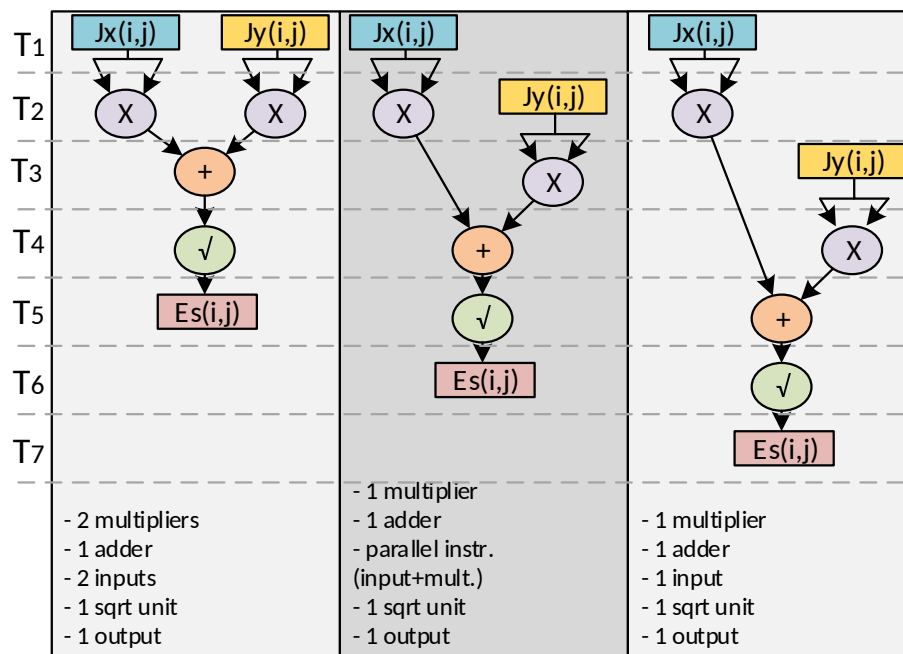 T1
T2
T3
T4
T5
T6
T7
Jx(i,j)
Jy(i,j)
X
X
+
√
Es(i,j)
- 2 multipliers
- 1 adder
- 2 inputs
- 1 sqrt unit
- 1 output
Jx(i,j)
X
Jy(i,j)
X
+
√
Es(i,j)
- 1 multiplier
- 1 adder
- parallel instr.
(input+mult.)
- 1 sqrt unit
- 1 output
Jx(i,j)
X
Jy(i,j)
X
+
√
Es(i,j)
- 1 multiplier
- 1 adder
- 1 input
- 1 sqrt unit
- 1 output